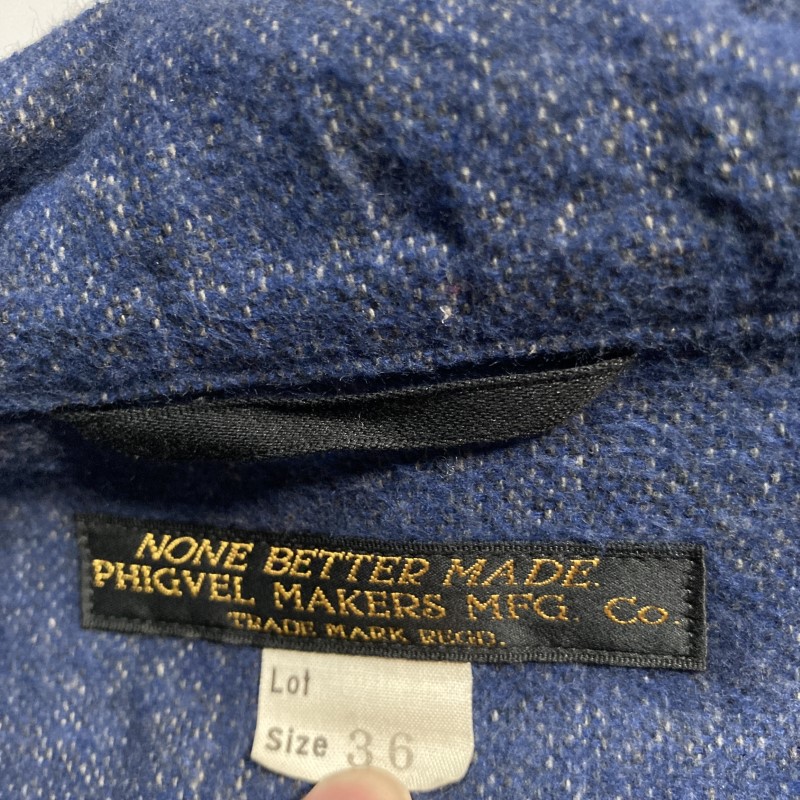 NONE BETTER MADE.
PHIGVEL MAKERS MFG. Co.
TRADE MARK REGD.
Lot
Size 36